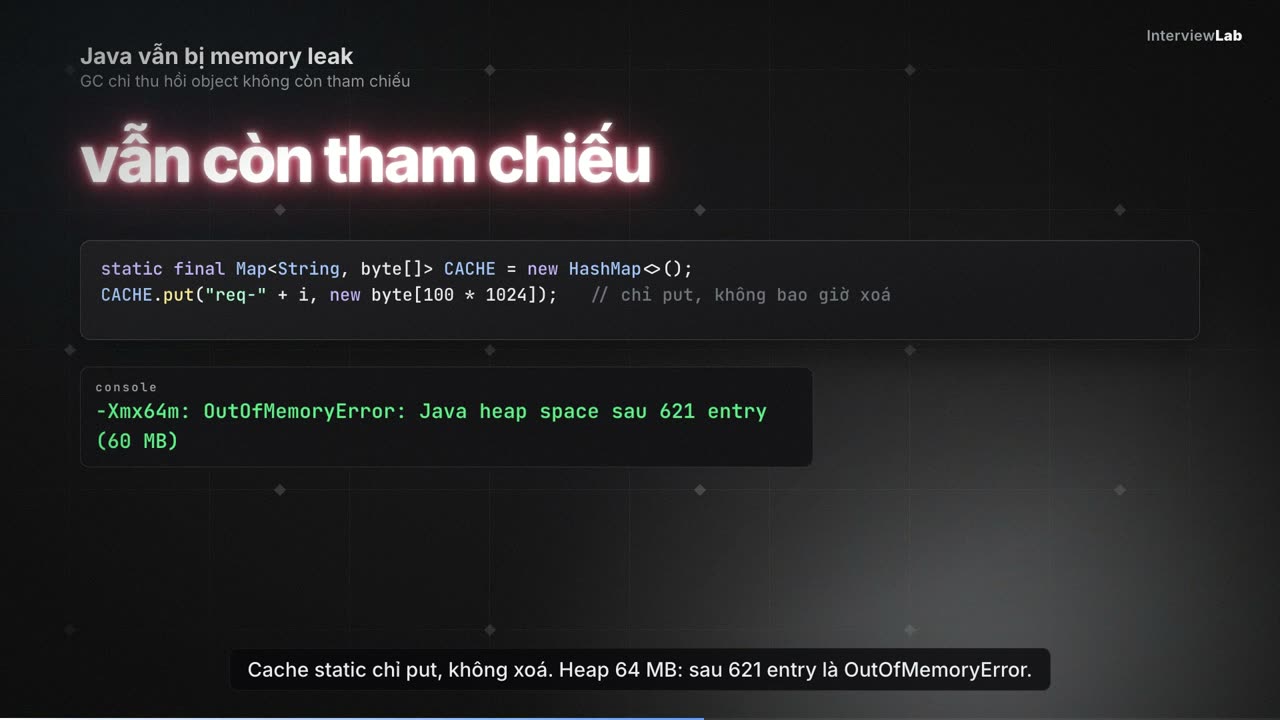 InterviewLab
Java vẫn bị memory leak
GC chỉ thu hồi object không còn tham chiếu
vẫn còn tham chiếu
static final Map<String, byte[]> CACHE = new HashMap<>();
CACHE.put("req-" + i, new byte[100 * 1024]);   // chỉ put, không bao giờ xoá
console
-Xmx64m: OutOfMemoryError: Java heap space sau 621 entry
(60 MB)
Cache static chỉ put, không xoá. Heap 64 MB: sau 621 entry là OutOfMemoryError.